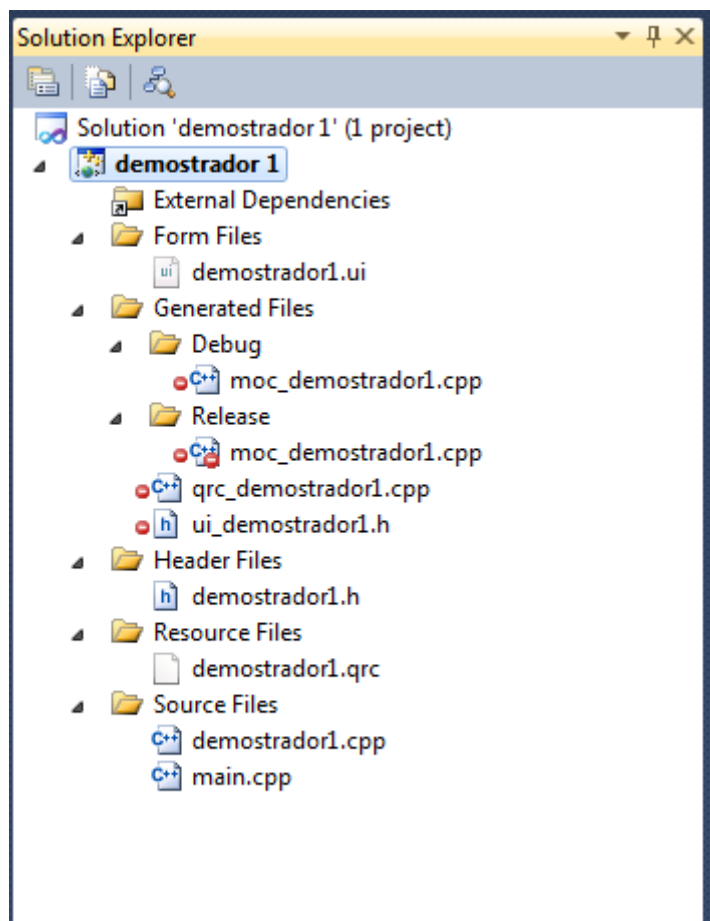 Solution Explorer
Solution 'demostrador 1' (1 project)
demostrador 1
External Dependencies
Form Files
ui demostrador1.ui
Generated Files
Debug
C++ moc_demostrador1.cpp
Release
C++ moc_demostrador1.cpp
C++ qrc_demostrador1.cpp
h ui_demostrador1.h
Header Files
h demostrador1.h
Resource Files
demostrador1.qrc
Source Files
C++ demostrador1.cpp
C++ main.cpp